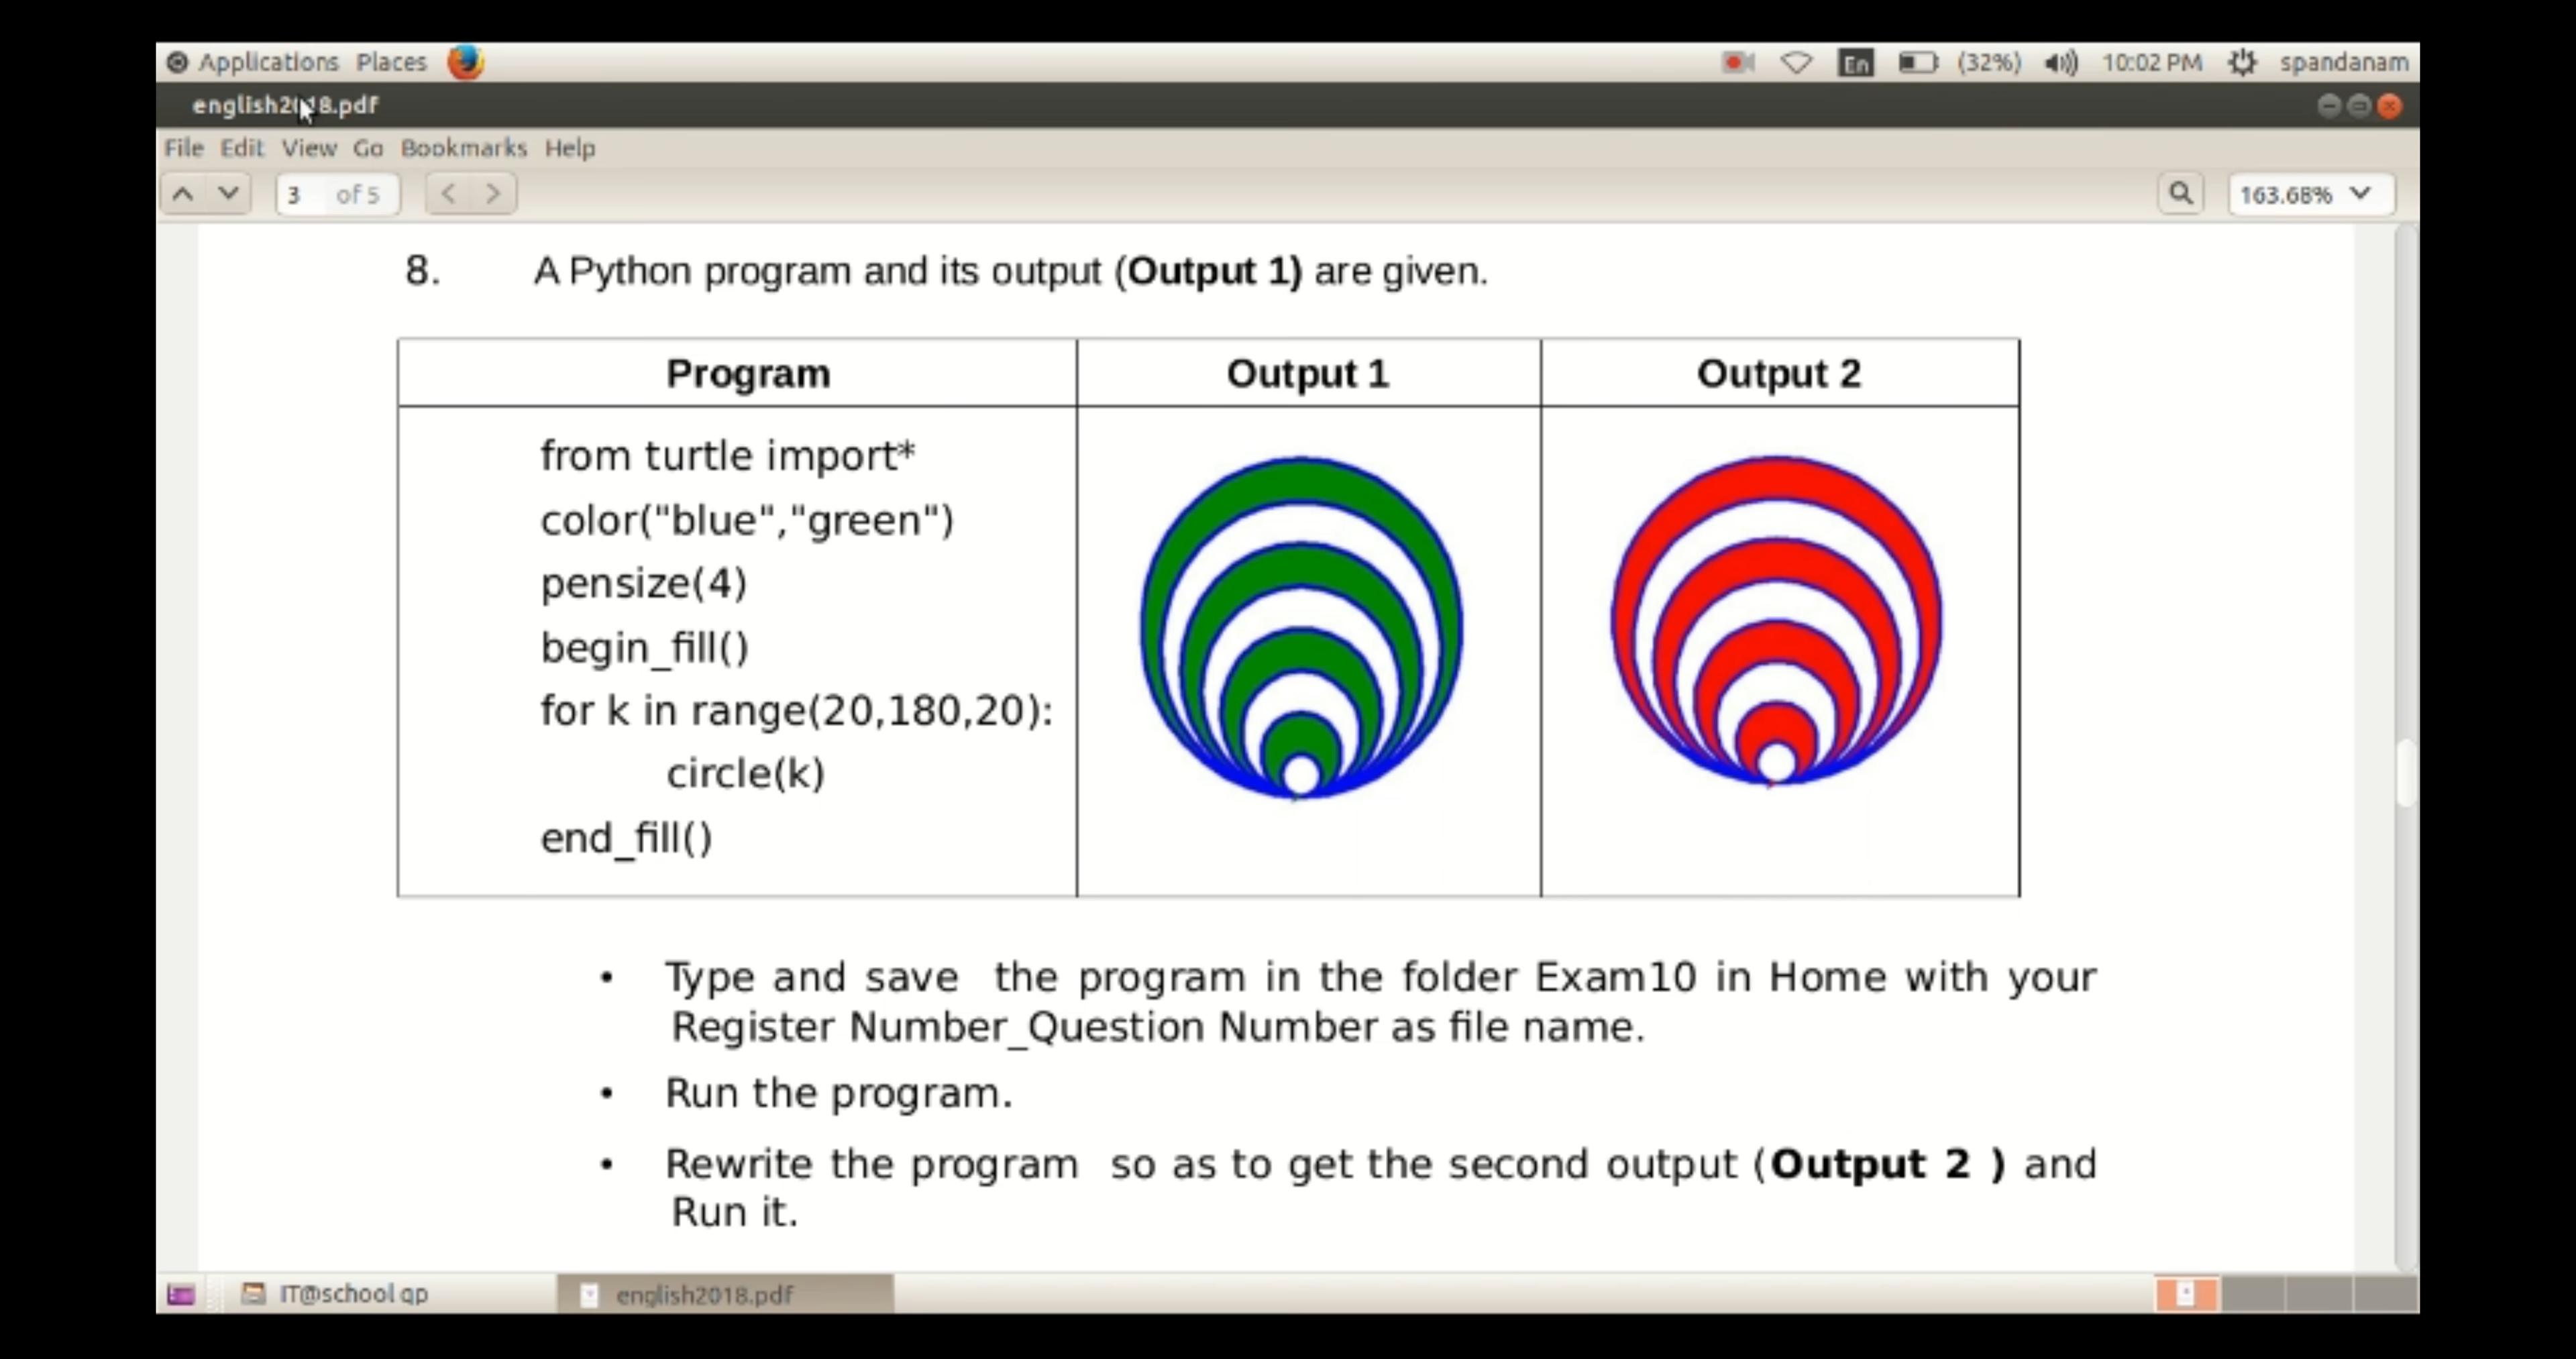 Applications Places En (32%) 10:02 PM spandanam
english2018.pdf
File Edit View Go Bookmarks Help
3 of 5 163.68%
8. A Python program and its output (Output 1) are given.
Program Output 1 Output 2
from turtle import*
color("blue","green")
pensize(4)
begin_fill()
for k in range(20,180,20):
circle(k)
end_fill()
• Type and save the program in the folder Exam10 in Home with your
Register Number_Question Number as file name.
• Run the program.
• Rewrite the program so as to get the second output (Output 2 ) and
Run it.
IT@school qp english2018.pdf